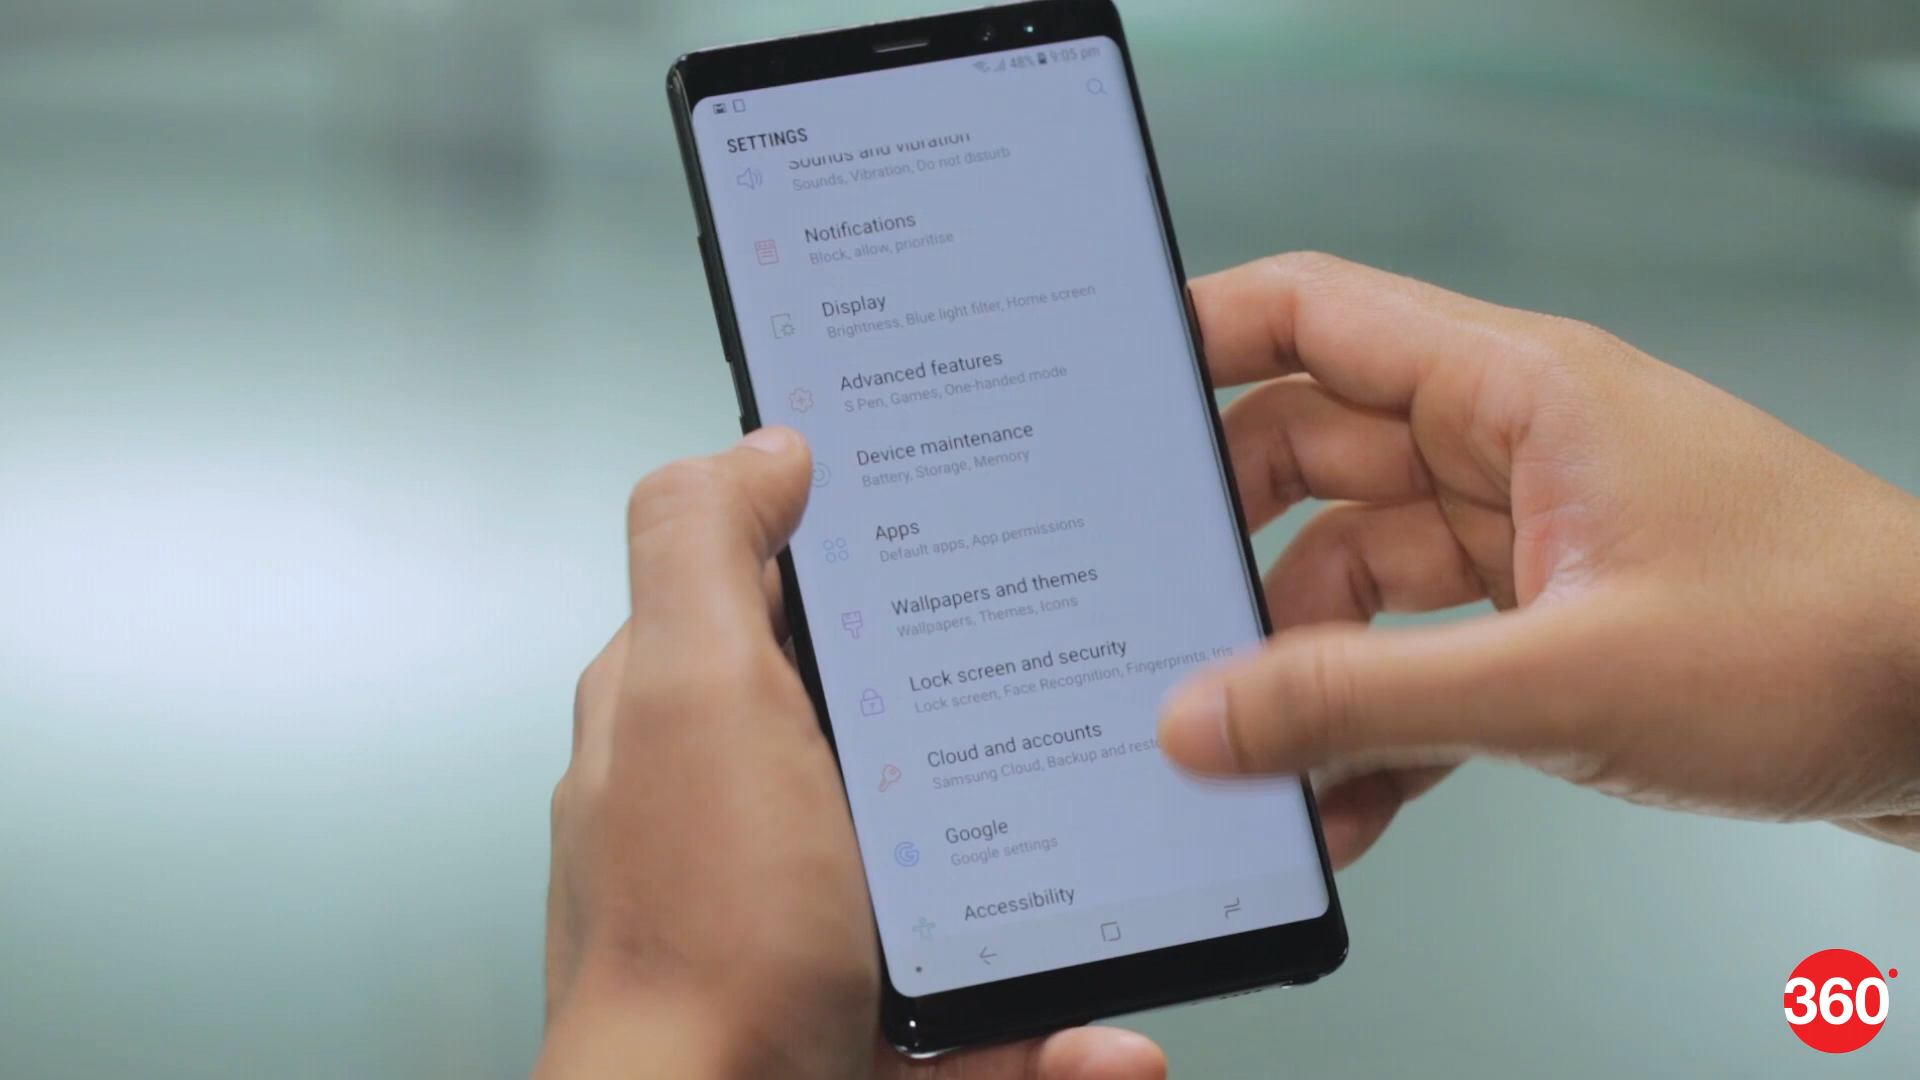 48% 9:05 pm
SETTINGS
Sounds and vibration
Sounds, Vibration, Do not disturb
Notifications
Block, allow, prioritise
Display
Brightness, Blue light filter, Home screen
Advanced features
S Pen, Games, One-handed mode
Device maintenance
Battery, Storage, Memory
Apps
Default apps, App permissions
Wallpapers and themes
Wallpapers, Themes, Icons
Lock screen and security
Lock screen, Face Recognition, Fingerprints, Iris
Cloud and accounts
Samsung Cloud, Backup and resto
Google
Google settings
Accessibility
360